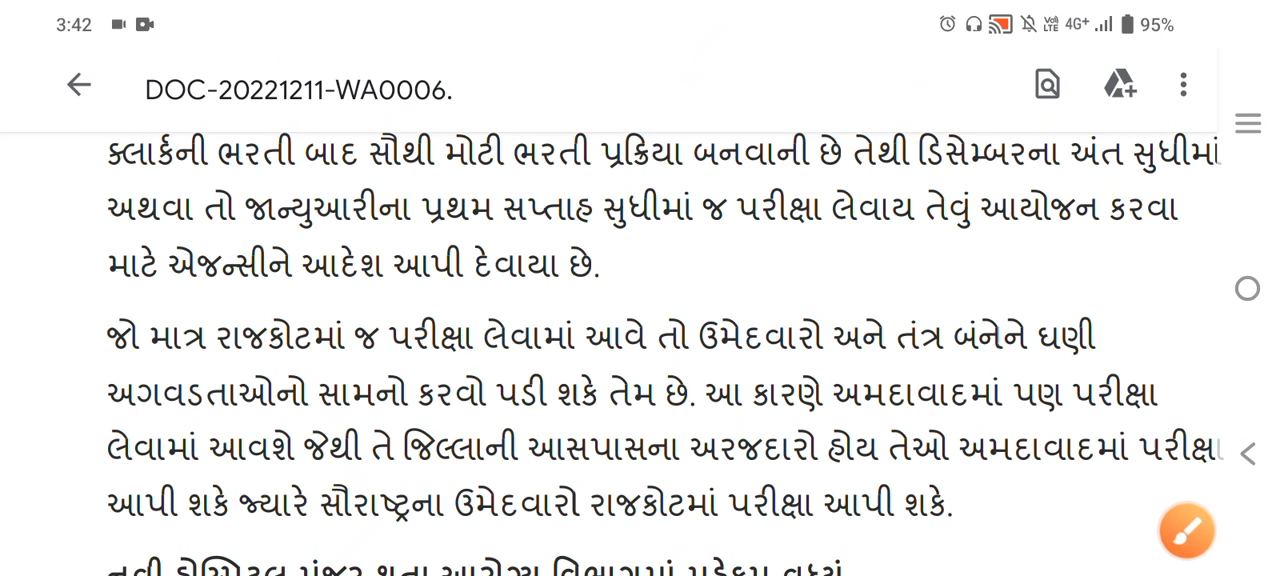 3:42 4G+ 95%
DOC-20221211-WA0006.
ક્લાર્કની ભરતી બાદ સૌથી મોટી ભરતી પ્રક્રિયા બનવાની છે તેથી ડિસેમ્બરના અંત સુધીમાં
અથવા તો જાન્યુઆરીના પ્રથમ સપ્તાહ સુધીમાં જ પરીક્ષા લેવાય તેવું આયોજન કરવા
માટે એજન્સીને આદેશ આપી દેવાયા છે.
જો માત્ર રાજકોટમાં જ પરીક્ષા લેવામાં આવે તો ઉમેદવારો અને તંત્ર બંનેને ઘણી
અગવડતાઓનો સામનો કરવો પડી શકે તેમ છે. આ કારણે અમદાવાદમાં પણ પરીક્ષા
લેવામાં આવશે જેથી તે જિલ્લાની આસપાસના અરજદારો હોય તેઓ અમદાવાદમાં પરીક્ષા
આપી શકે જ્યારે સૌરાષ્ટ્રના ઉમેદવારો રાજકોટમાં પરીક્ષા આપી શકે.